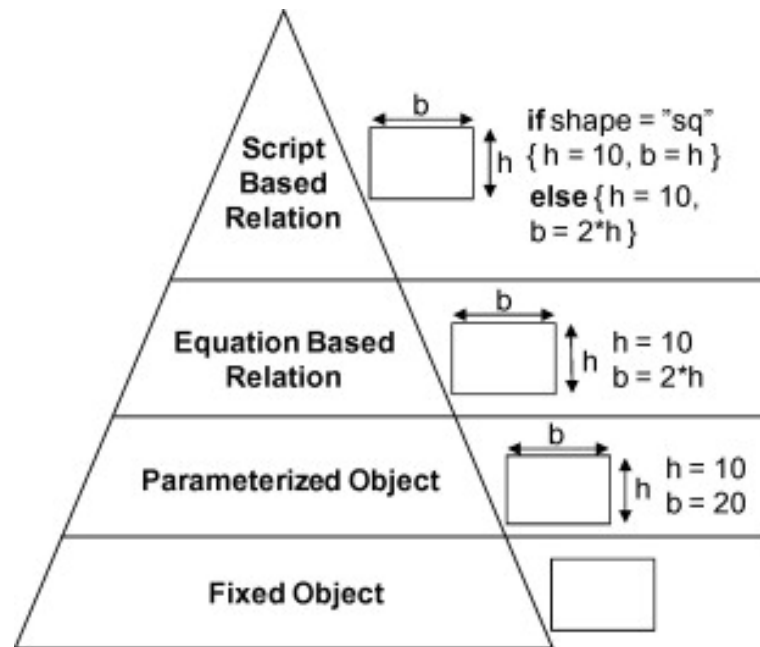 Script
Based
Relation
b
h
if shape = ”sq”
{ h = 10, b = h }
else { h = 10,
b = 2*h }
Equation Based
Relation
b
h
h = 10
b = 2*h
Parameterized Object
b
h
h = 10
b = 20
Fixed Object